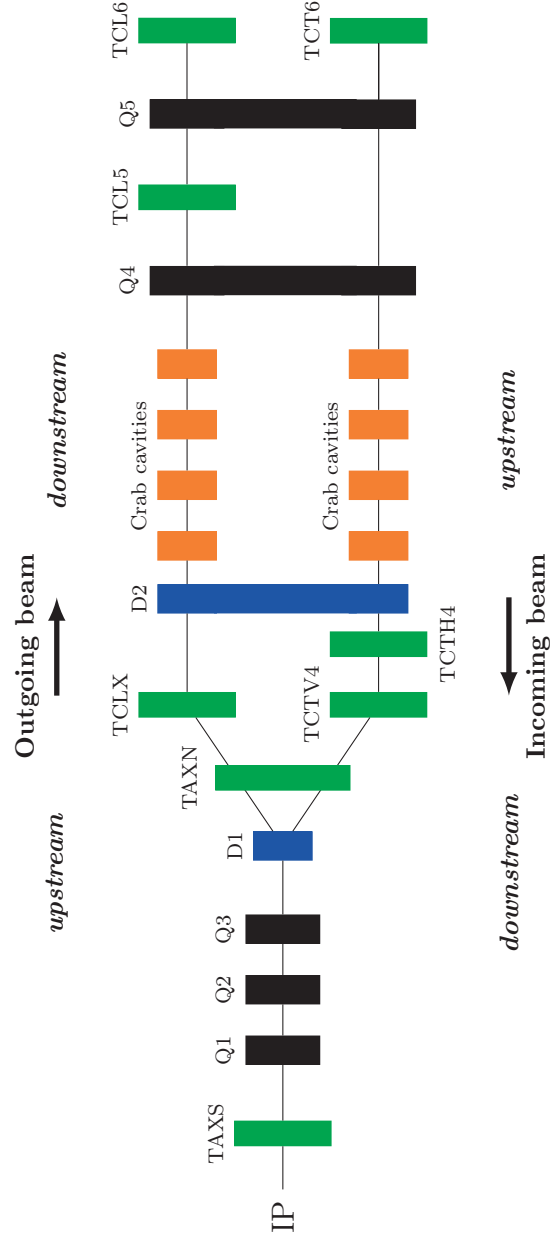 Outgoing beam
upstream
downstream
TCLX
D2
Crab cavities
Q4
TCL5
Q5
TCL6
IP
TAXS
Q1
Q2
Q3
D1
TAXN
TCTV4
TCTH4
Crab cavities
TCT6
downstream
upstream
Incoming beam